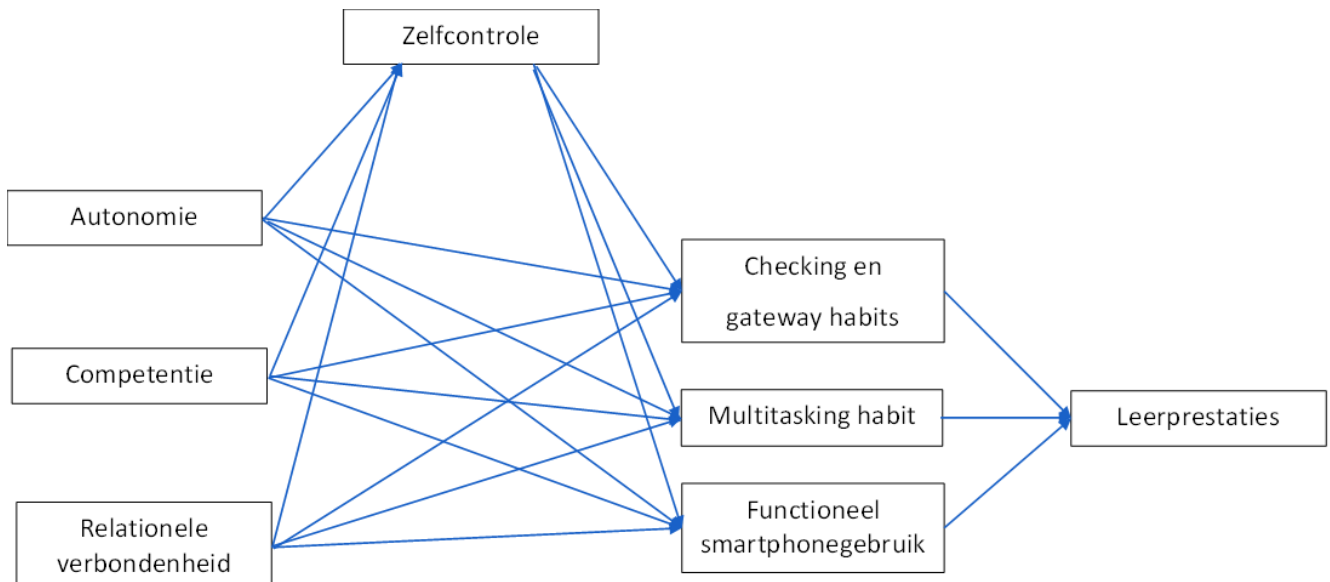 Zelfcontrole
Autonomie
Competentie
Relationele
verbondenheid
Checking en
gateway habits
Multitasking habit
Functioneel
smartphonegebruik
Leerprestaties